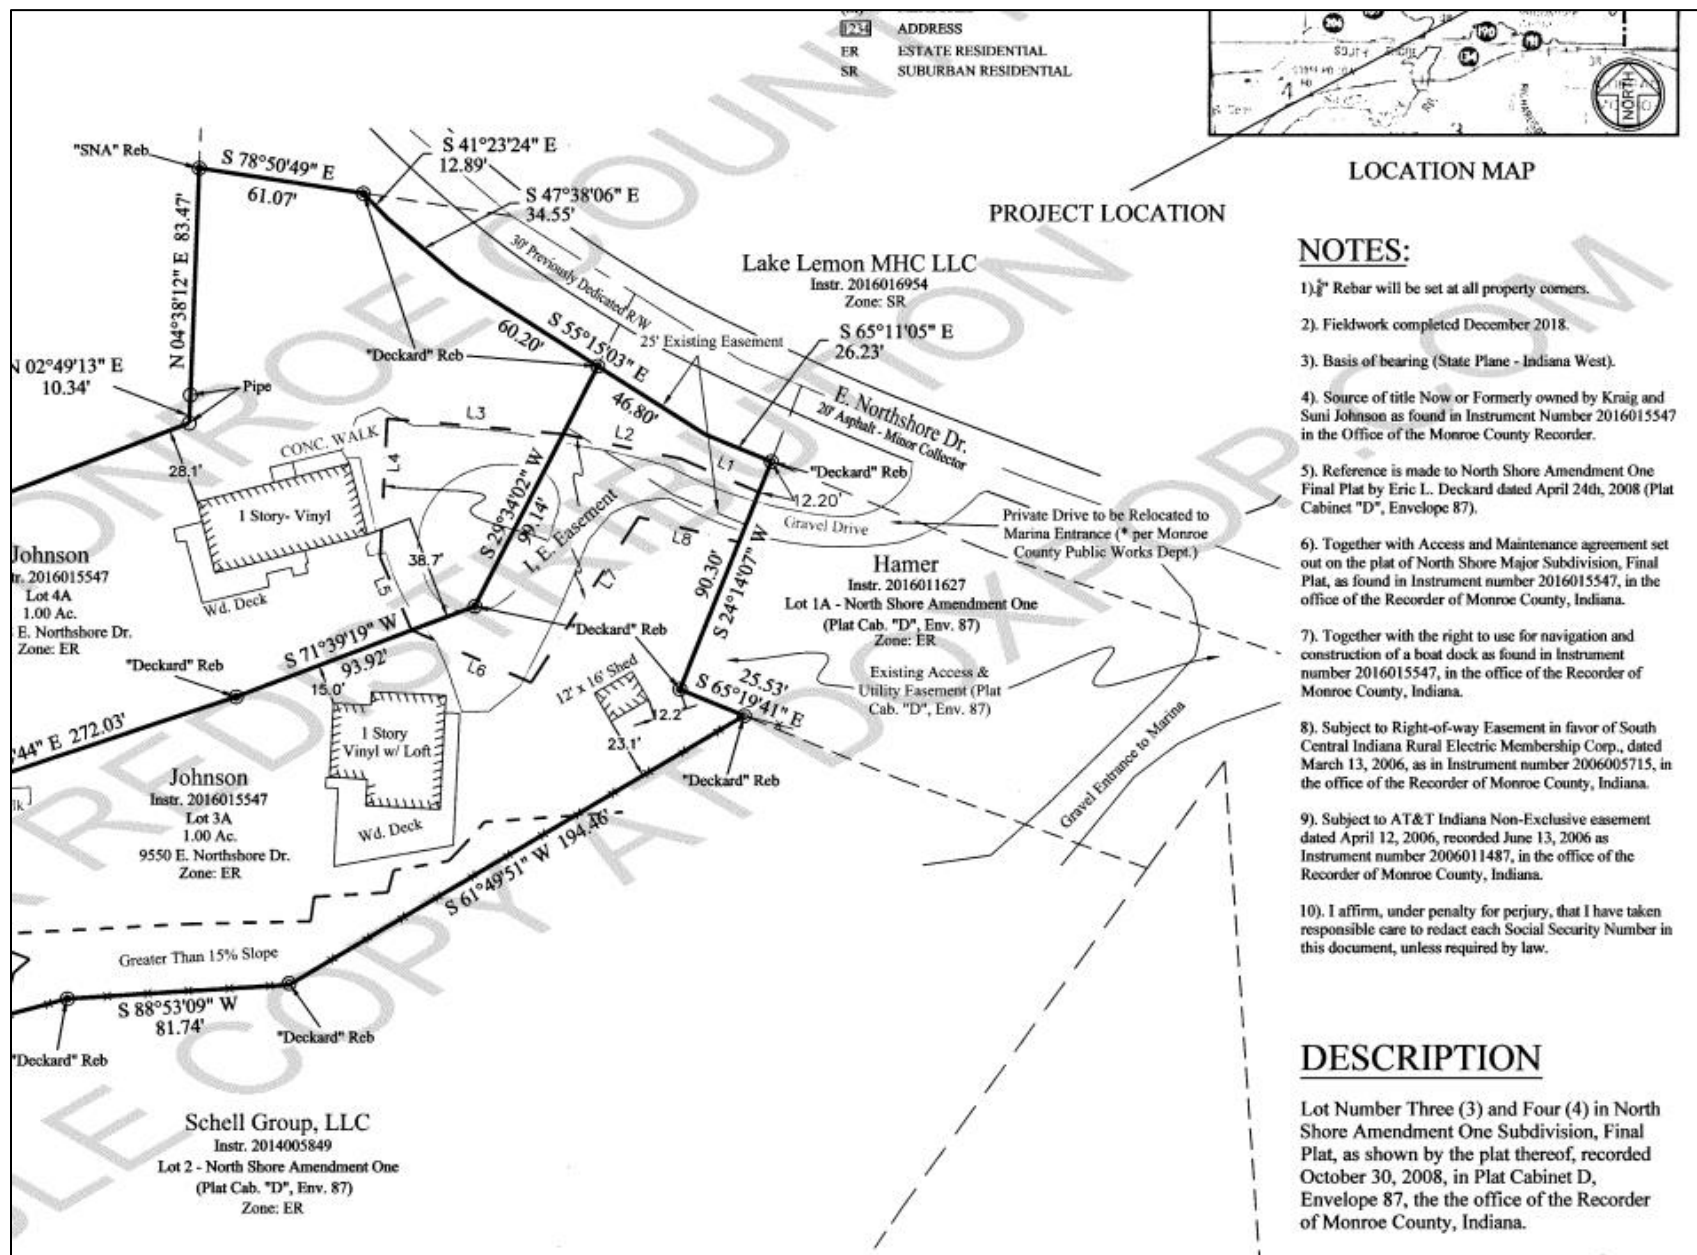 1234 ADDRESS
ER ESTATE RESIDENTIAL
SR SUBURBAN RESIDENTIAL
NORTH
LOCATION MAP
PROJECT LOCATION
"SNA" Reb.
S 78°50'49" E
61.07'
S 41°23'24" E
12.89'
S 47°38'06" E
34.55'
N 04°38'12" E 83.47'
30' Previously Dedicated R/W
Lake Lemon MHC LLC
Instr. 2016016954
Zone: SR
S 55°15'03" E
60.20'
25' Existing Easement
S 65°11'05" E
26.23'
"Deckard" Reb
46.80'
N 02°49'13" E
10.34'
Pipe
E. Northshore Dr.
20' Asphalt - Minor Collector
L3
L2
L1
L4
CONC. WALK
28.1'
"Deckard" Reb
12.20'
Gravel Drive
1 Story- Vinyl
S 29°34'02" W
99.14'
I. E. Easement
L8
L7
L5
L6
38.7'
Wd. Deck
S 24°14'07" W
90.30'
Private Drive to be Relocated to
Marina Entrance (* per Monroe
County Public Works Dept.)
Hamer
Instr. 2016011627
Lot 1A - North Shore Amendment One
(Plat Cab. "D", Env. 87)
Zone: ER
Johnson
tr. 2016015547
Lot 4A
1.00 Ac.
E. Northshore Dr.
Zone: ER
"Deckard" Reb
S 71°39'19" W
93.92'
"Deckard" Reb
15.0'
12' x 16' Shed
12.2'
23.1'
25.53'
S 65°19'41" E
Existing Access &
Utility Easement (Plat
Cab. "D", Env. 87)
'44" E 272.03'
1 Story
Vinyl w/ Loft
Wd. Deck
"Deckard" Reb
Gravel Entrance to Marina
Johnson
Instr. 2016015547
Lot 3A
1.00 Ac.
9550 E. Northshore Dr.
Zone: ER
S 61°49'51" W 194.46'
Greater Than 15% Slope
S 88°53'09" W
81.74'
"Deckard" Reb
"Deckard" Reb
Schell Group, LLC
Instr. 2014005849
Lot 2 - North Shore Amendment One
(Plat Cab. "D", Env. 87)
Zone: ER
NOTES:
1). " Rebar will be set at all property corners.
2). Fieldwork completed December 2018.
3). Basis of bearing (State Plane - Indiana West).
4). Source of title Now or Formerly owned by Kraig and
Suni Johnson as found in Instrument Number 2016015547
in the Office of the Monroe County Recorder.
5). Reference is made to North Shore Amendment One
Final Plat by Eric L. Deckard dated April 24th, 2008 (Plat
Cabinet "D", Envelope 87).
6). Together with Access and Maintenance agreement set
out on the plat of North Shore Major Subdivision, Final
Plat, as found in Instrument number 2016015547, in the
office of the Recorder of Monroe County, Indiana.
7). Together with the right to use for navigation and
construction of a boat dock as found in Instrument
number 2016015547, in the office of the Recorder of
Monroe County, Indiana.
8). Subject to Right-of-way Easement in favor of South
Central Indiana Rural Electric Membership Corp., dated
March 13, 2006, as in Instrument number 2006005715, in
the office of the Recorder of Monroe County, Indiana.
9). Subject to AT&T Indiana Non-Exclusive easement
dated April 12, 2006, recorded June 13, 2006 as
Instrument number 2006011487, in the office of the
Recorder of Monroe County, Indiana.
10). I affirm, under penalty for perjury, that I have taken
responsible care to redact each Social Security Number in
this document, unless required by law.
DESCRIPTION
Lot Number Three (3) and Four (4) in North
Shore Amendment One Subdivision, Final
Plat, as shown by the plat thereof, recorded
October 30, 2008, in Plat Cabinet D,
Envelope 87, the the office of the Recorder
of Monroe County, Indiana.